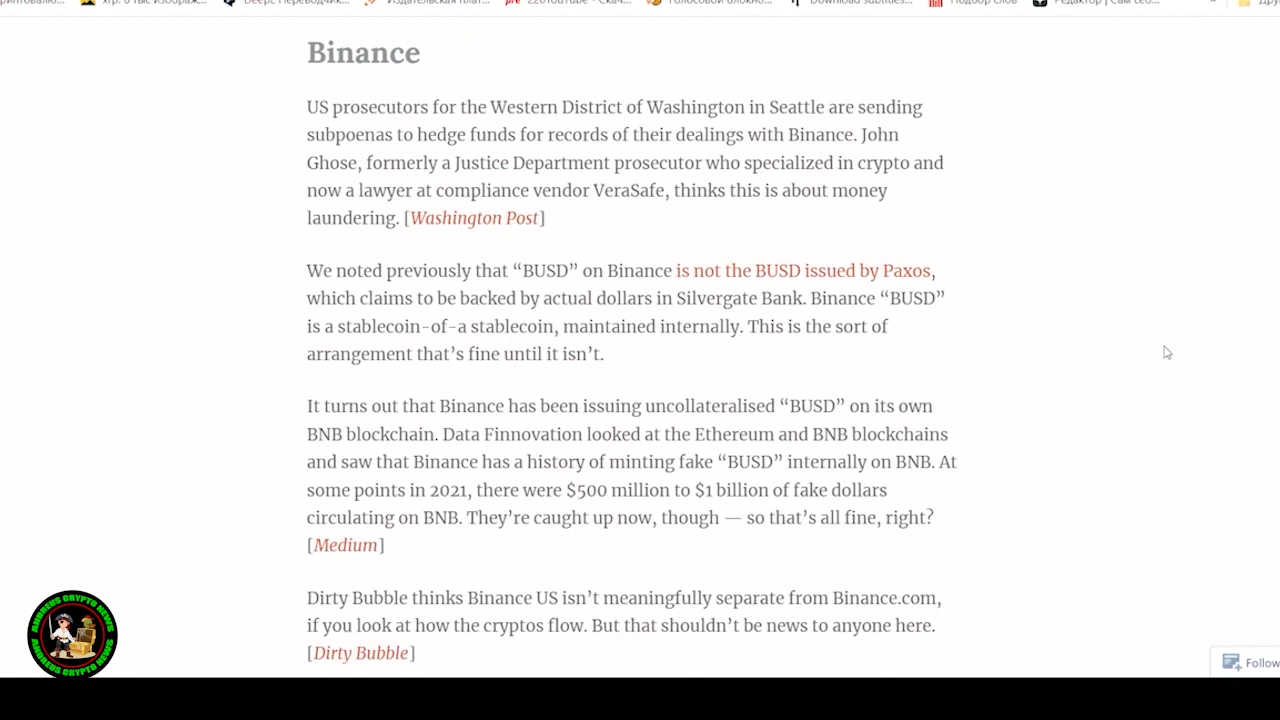 Binance
US prosecutors for the Western District of Washington in Seattle are sending
subpoenas to hedge funds for records of their dealings with Binance. John
Ghose, formerly a Justice Department prosecutor who specialized in crypto and
now a lawyer at compliance vendor VeraSafe, thinks this is about money
laundering. [Washington Post]
We noted previously that “BUSD” on Binance is not the BUSD issued by Paxos,
which claims to be backed by actual dollars in Silvergate Bank. Binance “BUSD”
is a stablecoin-of-a stablecoin, maintained internally. This is the sort of
arrangement that’s fine until it isn’t.
It turns out that Binance has been issuing uncollateralised “BUSD” on its own
BNB blockchain. Data Finnovation looked at the Ethereum and BNB blockchains
and saw that Binance has a history of minting fake “BUSD” internally on BNB. At
some points in 2021, there were $500 million to $1 billion of fake dollars
circulating on BNB. They’re caught up now, though — so that’s all fine, right?
[Medium]
Dirty Bubble thinks Binance US isn’t meaningfully separate from Binance.com,
if you look at how the cryptos flow. But that shouldn’t be news to anyone here.
[Dirty Bubble]
Follow
ANDREUS CRYPTO NEWS
ANDREUS CRYPTO NEWS